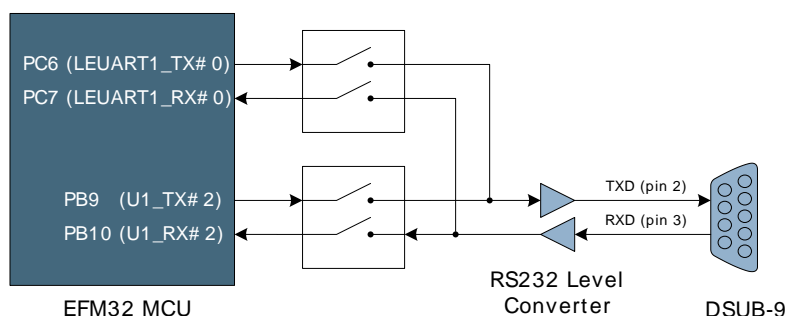 PC6 (LEUART1_TX# 0)
PC7 (LEUART1_RX# 0)
PB9 (U1_TX# 2)
PB10 (U1_RX# 2)
TXD (pin 2)
RXD (pin 3)
EFM32 MCU
RS232 Level
Converter
DSUB-9